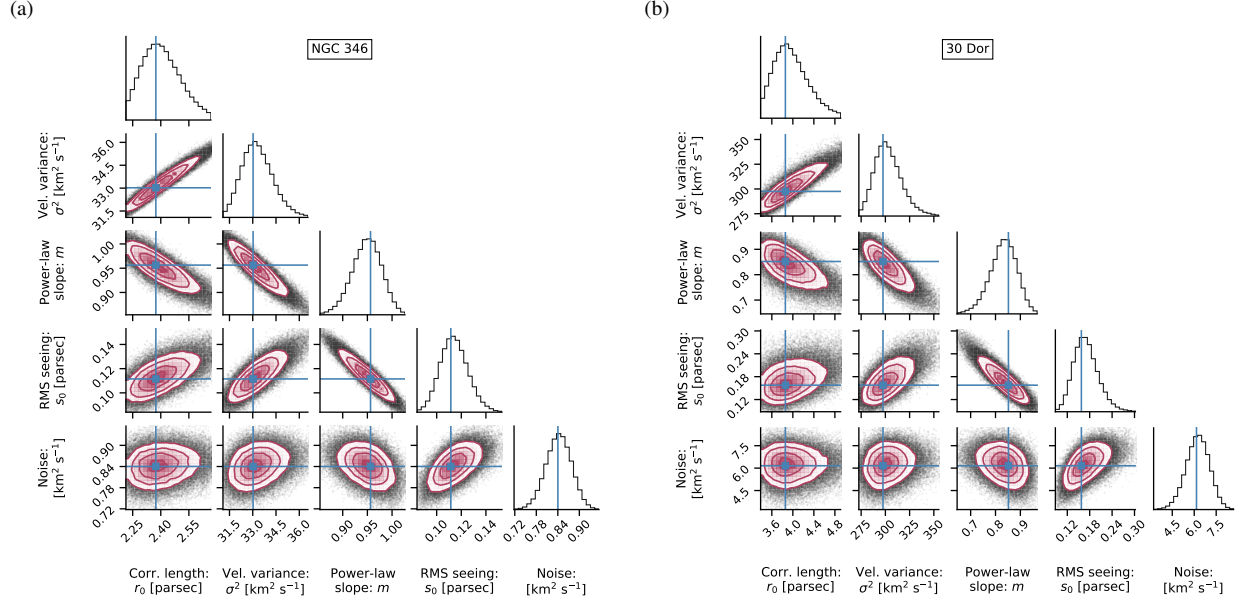 (a)
(b)
NGC 346
30 Dor
Vel. variance:
σ² [km² s⁻¹]
36.0
34.5
33.0
31.5
Power-law
slope: m
1.00
0.95
0.90
RMS seeing:
s₀ [parsec]
0.14
0.12
0.10
Noise:
[km² s⁻¹]
0.90
0.84
0.78
0.72
2.25
2.40
2.55
31.5
33.0
34.5
36.0
0.90
0.95
1.00
0.10
0.12
0.14
0.72
0.78
0.84
0.90
Corr. length:
r₀ [parsec]
Vel. variance:
σ² [km² s⁻¹]
Power-law
slope: m
RMS seeing:
s₀ [parsec]
Noise:
[km² s⁻¹]
Vel. variance:
σ² [km² s⁻¹]
350
325
300
275
Power-law
slope: m
0.9
0.8
0.7
RMS seeing:
s₀ [parsec]
0.30
0.24
0.18
0.12
Noise:
[km² s⁻¹]
7.5
6.0
4.5
3.6
4.0
4.4
4.8
275
300
325
350
0.7
0.8
0.9
0.12
0.18
0.24
0.30
4.5
6.0
7.5
Corr. length:
r₀ [parsec]
Vel. variance:
σ² [km² s⁻¹]
Power-law
slope: m
RMS seeing:
s₀ [parsec]
Noise:
[km² s⁻¹]